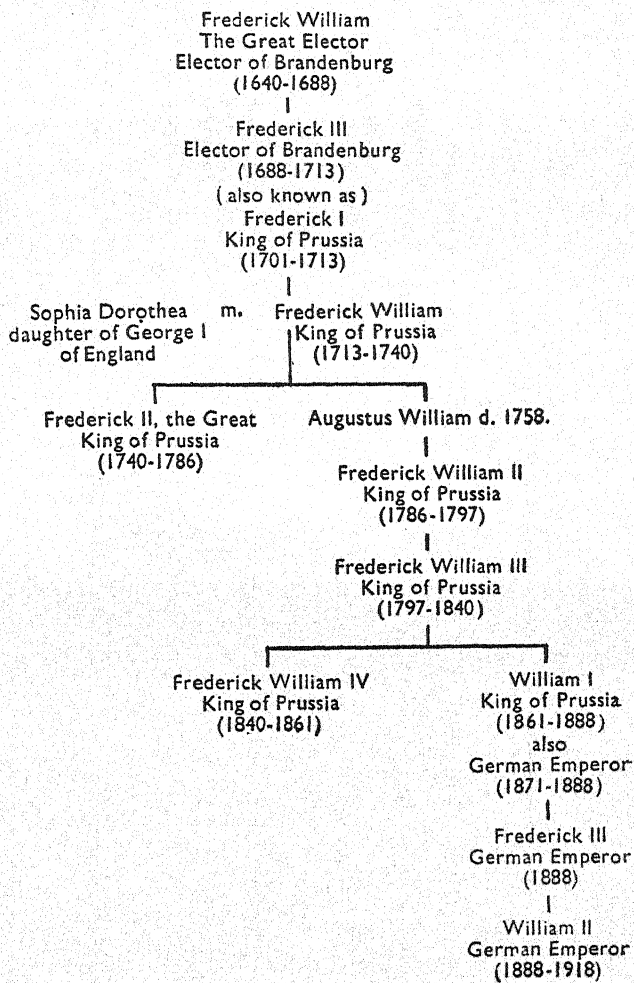 Frederick William
The Great Elector
Elector of Brandenburg
(1640-1688)
Frederick III
Elector of Brandenburg
(1688-1713)
(also known as)
Frederick I
King of Prussia
(1701-1713)
Sophia Dorothea
daughter of George I
of England
m.
Frederick William
King of Prussia
(1713-1740)
Frederick II, the Great
King of Prussia
(1740-1786)
Augustus William d. 1758.
Frederick William II
King of Prussia
(1786-1797)
Frederick William III
King of Prussia
(1797-1840)
Frederick William IV
King of Prussia
(1840-1861)
William I
King of Prussia
(1861-1888)
also
German Emperor
(1871-1888)
Frederick III
German Emperor
(1888)
William II
German Emperor
(1888-1918)